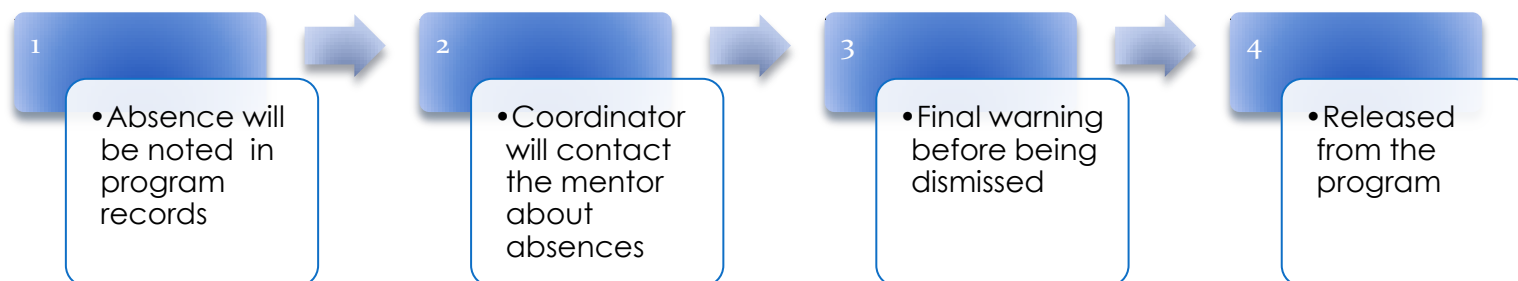 1
•Absence will
be noted  in
program
records
2
•Coordinator
will contact
the mentor
about
absences
3
•Final warning
before being
dismissed
4
•Released
from the
program